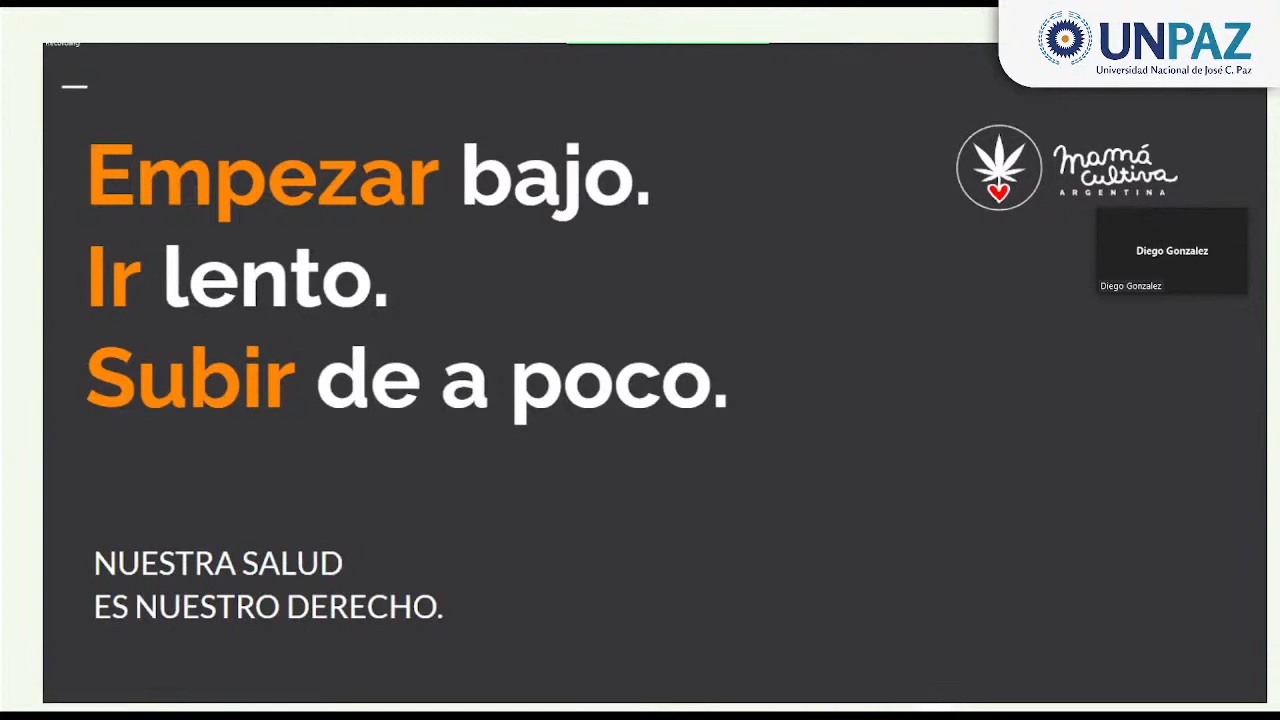 Recording
UNPAZ
Universidad Nacional de José C. Paz
Empezar bajo.
Ir lento.
Subir de a poco.
mamá
cultiva
ARGENTINA
Diego Gonzalez
Diego Gonzalez
NUESTRA SALUD
ES NUESTRO DERECHO.